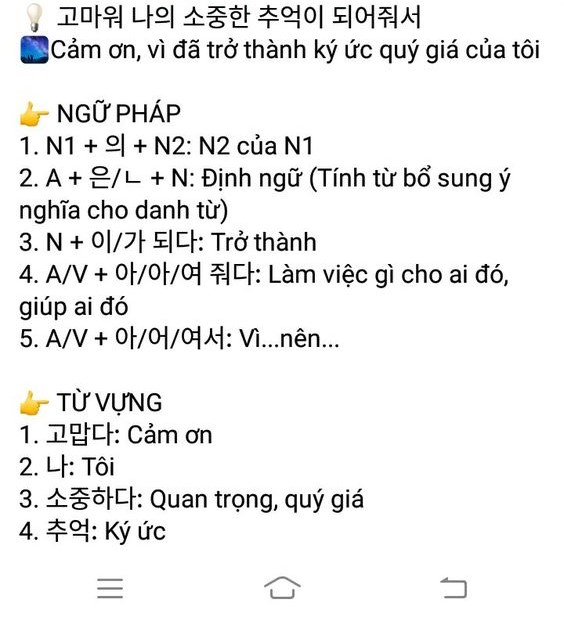 고마워 나의 소중한 추억이 되어줘서
Cảm ơn, vì đã trở thành ký ức quý giá của tôi
NGỮ PHÁP
1. N1 + 의 + N2: N2 của N1
2. A + 은/ㄴ + N: Định ngữ (Tính từ bổ sung ý
nghĩa cho danh từ)
3. N + 이/가 되다: Trở thành
4. A/V + 아/아/여 줘다: Làm việc gì cho ai đó,
giúp ai đó
5. A/V + 아/어/여서: Vì...nên...
TỪ VỰNG
1. 고맙다: Cảm ơn
2. 나: Tôi
3. 소중하다: Quan trọng, quý giá
4. 추억: Ký ức